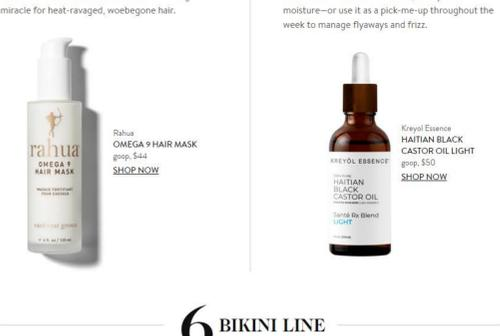 miracle for heat-ravaged, woebegone hair.
moisture—or use it as a pick-me-up throughout the
week to manage flyaways and frizz.
rahua
OMEGA 9
HAIR MASK
Rahua
OMEGA 9 HAIR MASK
goop, $44
SHOP NOW
KREYÒL ESSENCE
HAITIAN
BLACK
CASTOR OIL
Santé Rx Blend
LIGHT
Kreyol Essence
HAITIAN BLACK
CASTOR OIL LIGHT
goop, $50
SHOP NOW
6 BIKINI LINE